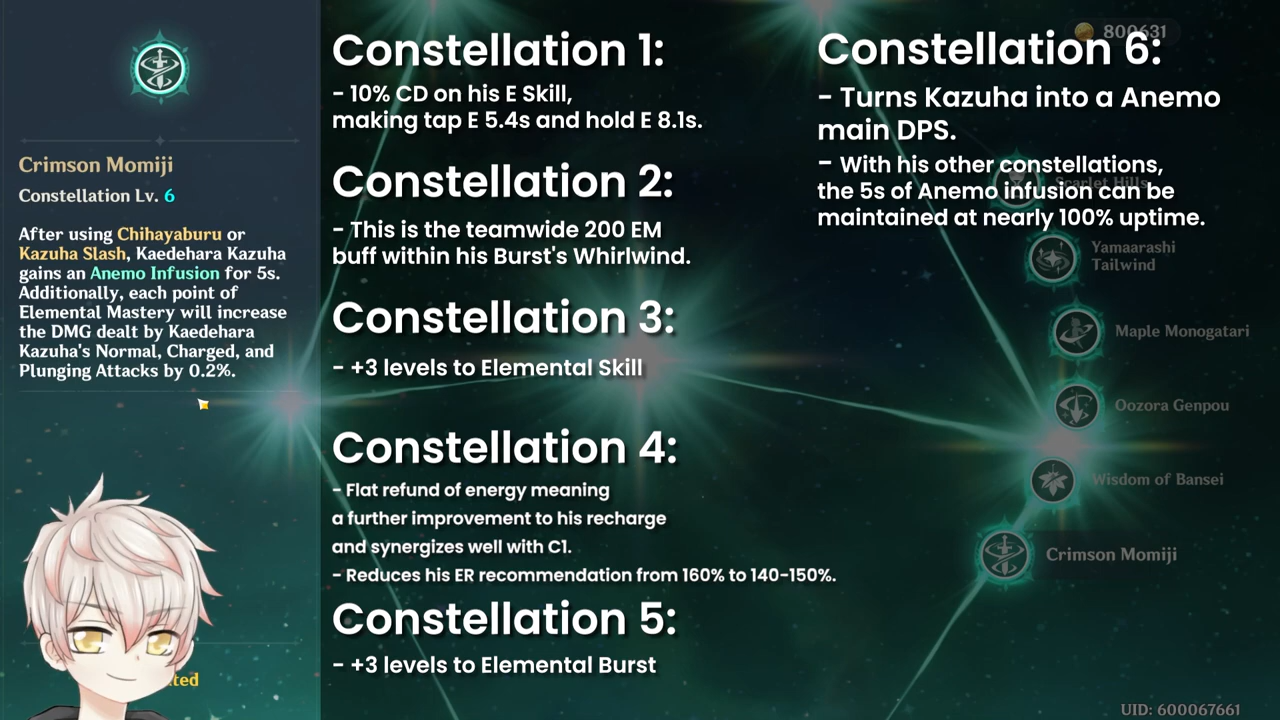 Crimson Momiji
Constellation Lv. 6
After using Chihayaburu or
Kazuha Slash, Kaedehara Kazuha
gains an Anemo Infusion for 5s.
Additionally, each point of
Elemental Mastery will increase
the DMG dealt by Kaedehara
Kazuha's Normal, Charged, and
Plunging Attacks by 0.2%.
ted
Constellation 1:
- 10% CD on his E Skill,
making tap E 5.4s and hold E 8.1s.
Constellation 2:
- This is the teamwide 200 EM
buff within his Burst's Whirlwind.
Constellation 3:
- +3 levels to Elemental Skill
Constellation 4:
- Flat refund of energy meaning
a further improvement to his recharge
and synergizes well with C1.
- Reduces his ER recommendation from 160% to 140-150%.
Constellation 5:
- +3 levels to Elemental Burst
800631
Constellation 6:
- Turns Kazuha into a Anemo
main DPS.
- With his other constellations,
the 5s of Anemo infusion can be
maintained at nearly 100% uptime.
Scarlet Hills
Yamaarashi
Tailwind
Maple Monogatari
Oozora Genpou
Wisdom of Bansei
Crimson Momiji
UID: 600067661